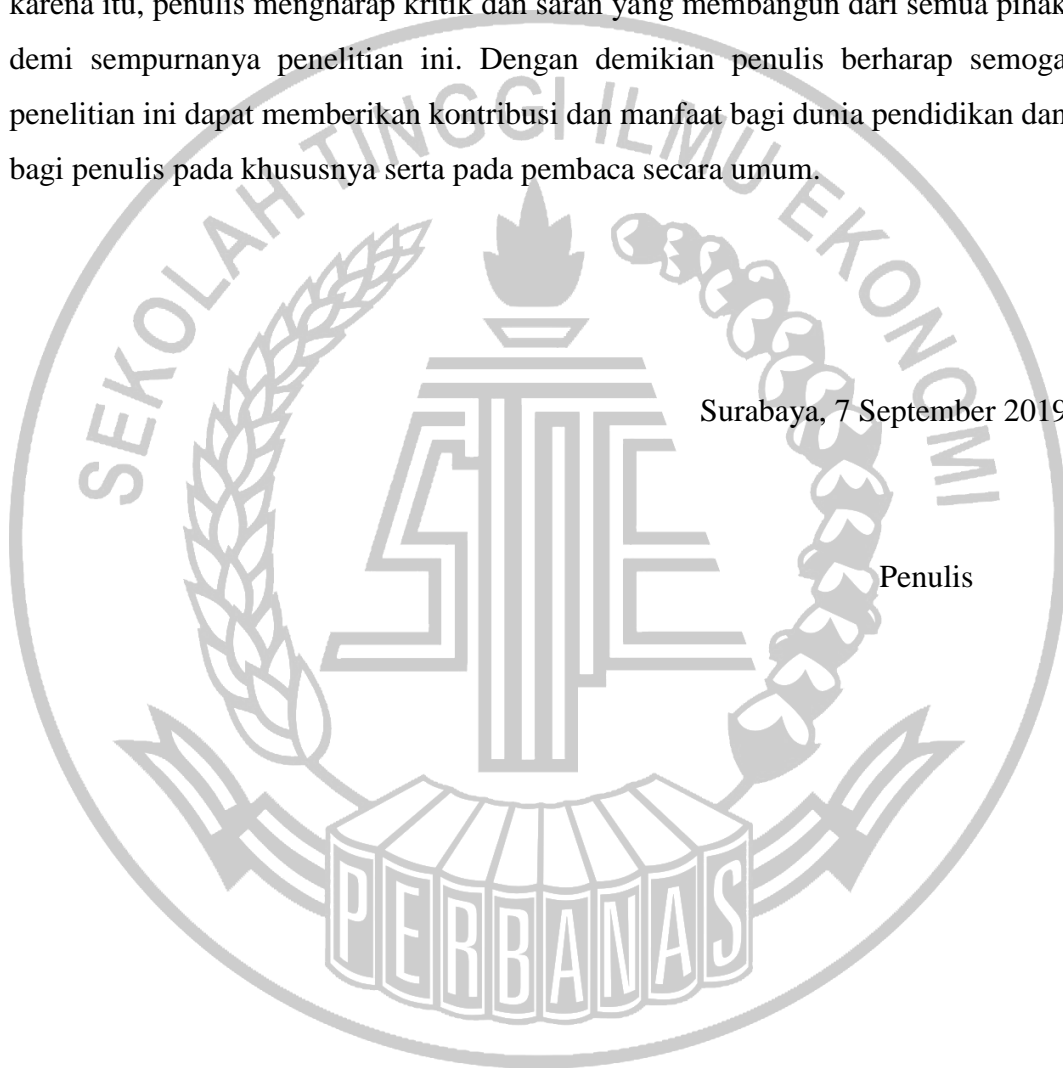 karena itu, penulis mengharap kritik dan saran yang membangun dari semua pihak
demi sempurnanya penelitian ini. Dengan demikian penulis berharap semoga
penelitian ini dapat memberikan kontribusi dan manfaat bagi dunia pendidikan dan
bagi penulis pada khususnya serta pada pembaca secara umum.
SEKOLAH TINGGI ILMU EKONOMI
Surabaya, 7 September 2019
Penulis
STIE
PERBANAS